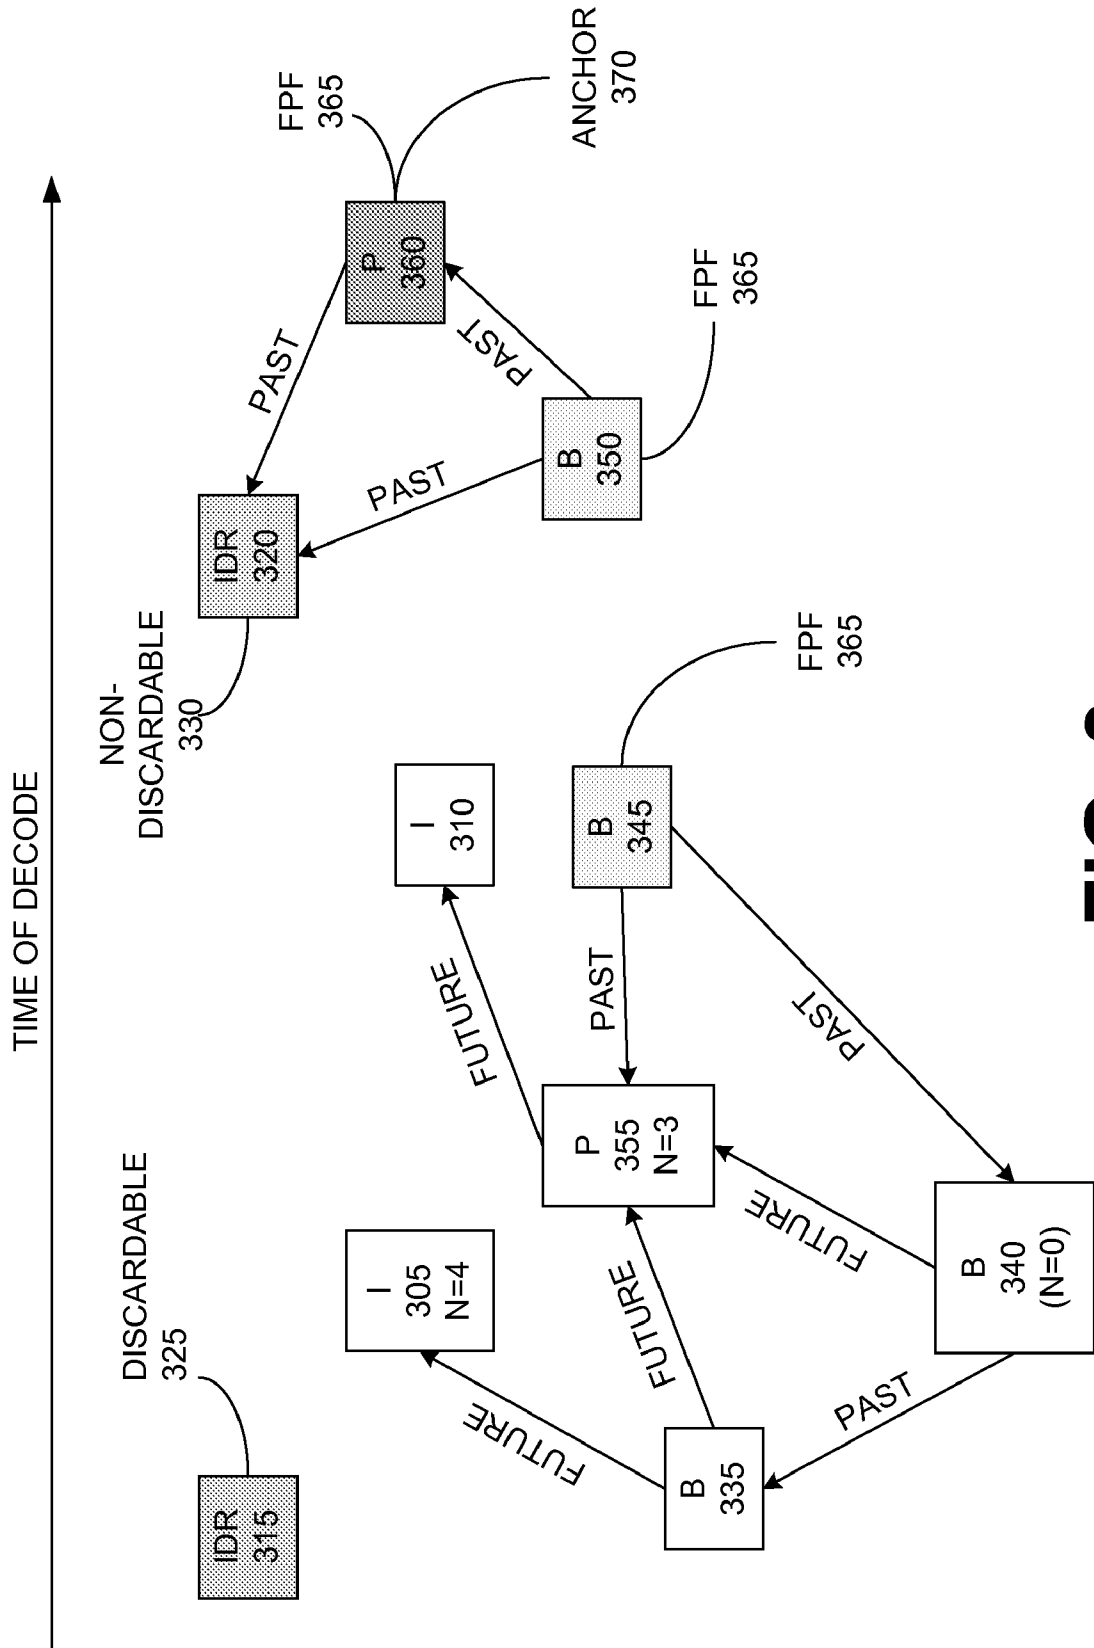 TIME OF DECODE
DISCARDABLE
325
NON-
DISCARDABLE
330
IDR
315
IDR
320
PAST
P
360
FPF
365
ANCHOR
370
I
305
N=4
I
310
FUTURE
FUTURE
FUTURE
P
355
N=3
PAST
B
345
FPF
365
PAST
PAST
B
350
FPF
365
B
335
PAST
FUTURE
PAST
B
340
(N=0)